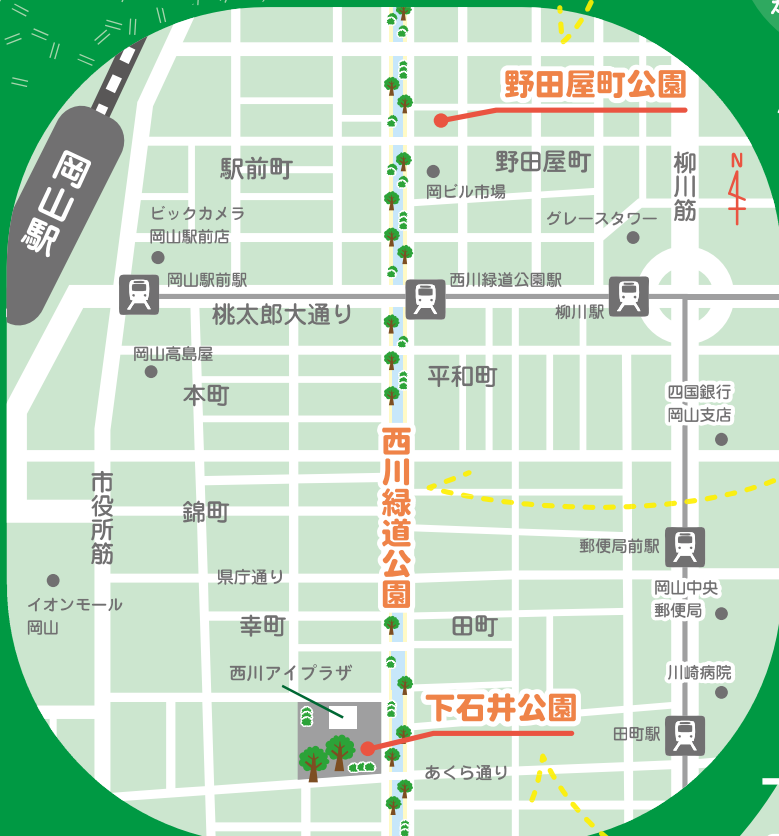 野田屋町公園
岡山駅
駅前町
野田屋町
柳川筋
N
岡ビル市場
ビックカメラ
岡山駅前店
グレースタワー
岡山駅前駅
西川緑道公園駅
柳川駅
桃太郎大通り
岡山高島屋
本町
平和町
四国銀行
岡山支店
西川緑道公園
市役所筋
錦町
郵便局前駅
県庁通り
イオンモール
岡山
岡山中央
郵便局
幸町
田町
西川アイプラザ
川崎病院
下石井公園
田町駅
あくら通り